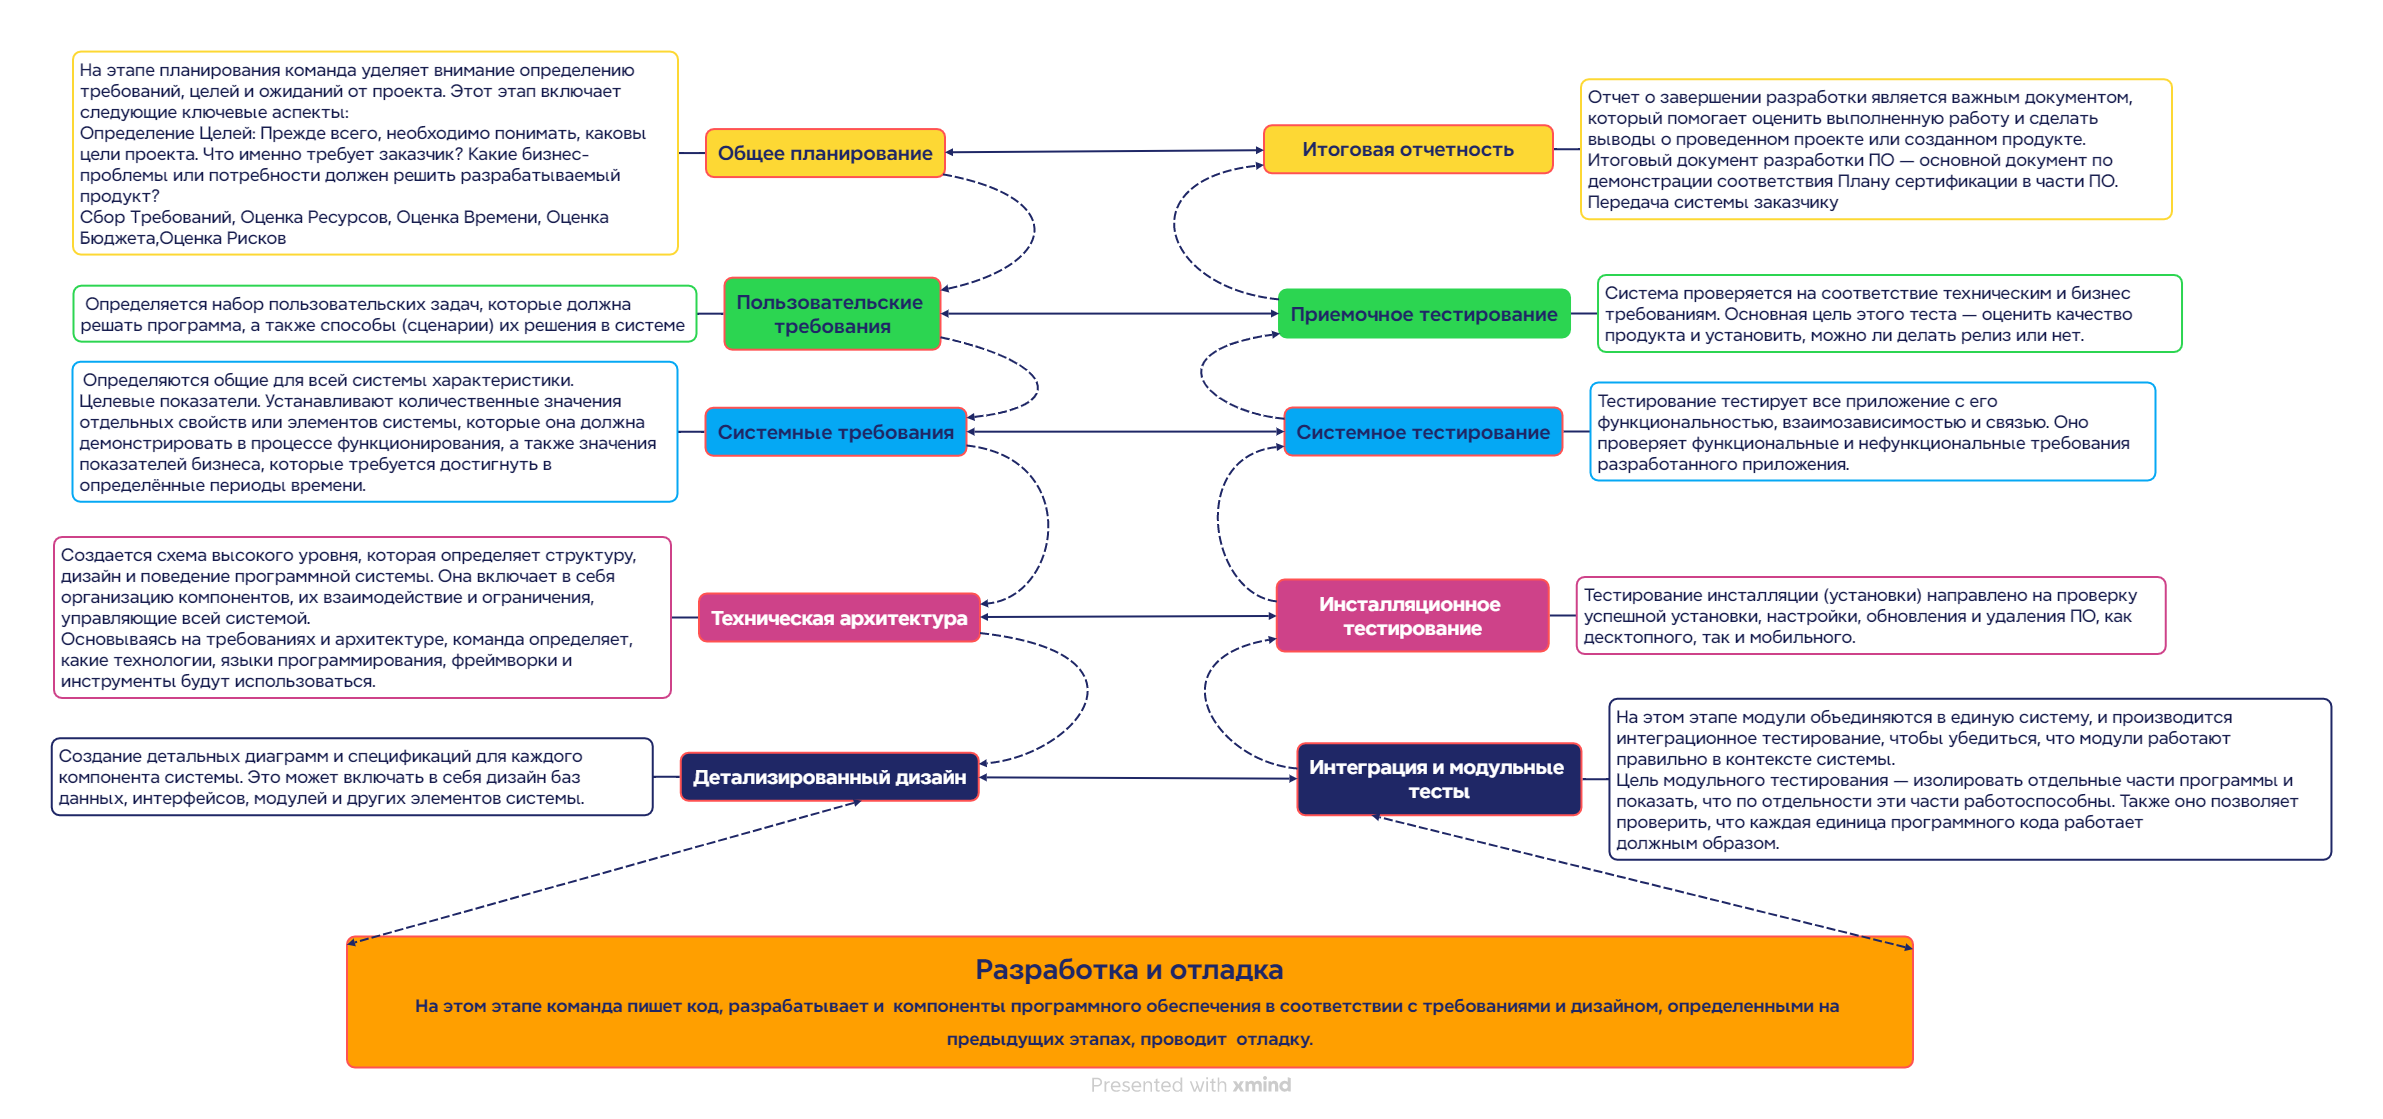 На этапе планирования команда уделяет внимание определению
требований, целей и ожиданий от проекта. Этот этап включает
следующие ключевые аспекты:
Определение Целей: Прежде всего, необходимо понимать, каковы
цели проекта. Что именно требует заказчик? Какие бизнес-
проблемы или потребности должен решить разрабатываемый
продукт?
Сбор Требований, Оценка Ресурсов, Оценка Времени, Оценка
Бюджета,Оценка Рисков
Общее планирование
Итоговая отчетность
Отчет о завершении разработки является важным документом,
который помогает оценить выполненную работу и сделать
выводы о проведенном проекте или созданном продукте.
Итоговый документ разработки ПО — основной документ по
демонстрации соответствия Плану сертификации в части ПО.
Передача системы заказчику
Определяется набор пользовательских задач, которые должна
решать программа, а также способы (сценарии) их решения в системе
Пользовательские
требования
Приемочное тестирование
Система проверяется на соответствие техническим и бизнес
требованиям. Основная цель этого теста — оценить качество
продукта и установить, можно ли делать релиз или нет.
Определяются общие для всей системы характеристики.
Целевые показатели. Устанавливают количественные значения
отдельных свойств или элементов системы, которые она должна
демонстрировать в процессе функционирования, а также значения
показателей бизнеса, которые требуется достигнуть в
определённые периоды времени.
Системные требования
Системное тестирование
Тестирование тестирует все приложение с его
функциональностью, взаимозависимостью и связью. Оно
проверяет функциональные и нефункциональные требования
разработанного приложения.
Создается схема высокого уровня, которая определяет структуру,
дизайн и поведение программной системы. Она включает в себя
организацию компонентов, их взаимодействие и ограничения,
управляющие всей системой.
Основываясь на требованиях и архитектуре, команда определяет,
какие технологии, языки программирования, фреймворки и
инструменты будут использоваться.
Техническая архитектура
Инсталляционное
тестирование
Тестирование инсталляции (установки) направлено на проверку
успешной установки, настройки, обновления и удаления ПО, как
десктопного, так и мобильного.
Создание детальных диаграмм и спецификаций для каждого
компонента системы. Это может включать в себя дизайн баз
данных, интерфейсов, модулей и других элементов системы.
Детализированный дизайн
Интеграция и модульные
тесты
На этом этапе модули объединяются в единую систему, и производится
интеграционное тестирование, чтобы убедиться, что модули работают
правильно в контексте системы.
Цель модульного тестирования — изолировать отдельные части программы и
показать, что по отдельности эти части работоспособны. Также оно позволяет
проверить, что каждая единица программного кода работает
должным образом.
Разработка и отладка
На этом этапе команда пишет код, разрабатывает и  компоненты программного обеспечения в соответствии с требованиями и дизайном, определенными на
предыдущих этапах, проводит  отладку.
Presented with xmind